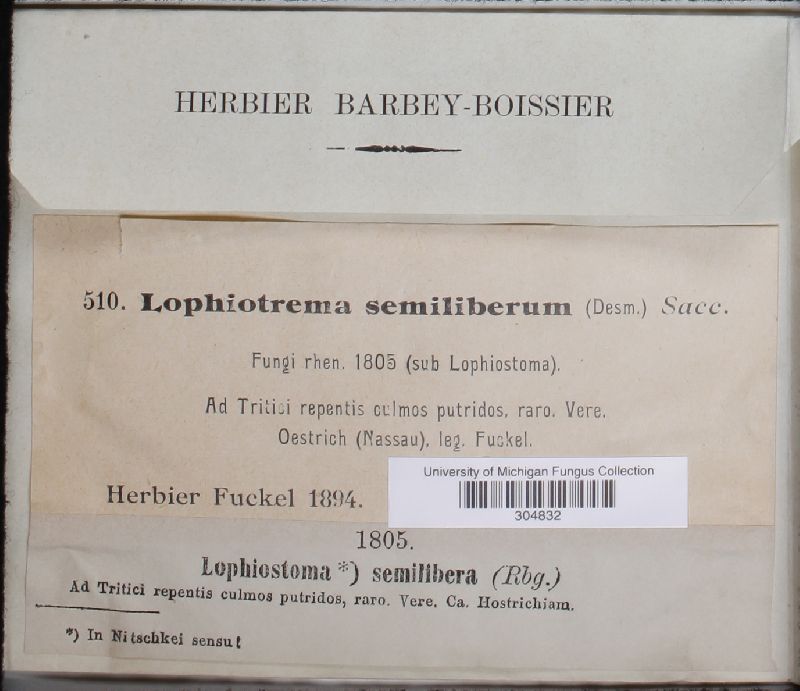 HERBIER BARBEY-BOISSIER
510. Lophiotrema semiliberum (Desm.) Sacc.
Fungi rhen. 1805 (sub Lophiostoma).
Ad Tritici repentis culmos putridos, raro. Vere.
Oestrich (Nassau), leg. Fuckel.
Herbier Fuckel 1894.
University of Michigan Fungus Collection
304832
1805.
Lophiostoma *) semilibera (Rbg.)
Ad Tritici repentis culmos putridos, raro. Vere. Ca. Hostrichiam.
*) In Nitschkei sensu!